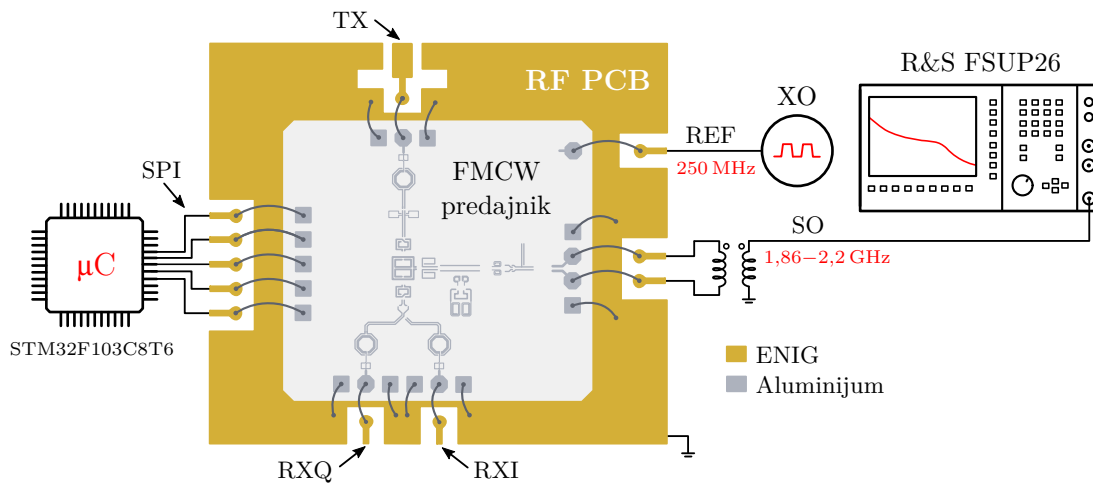 TX
RF PCB
R&S FSUP26
XO
REF
250 MHz
FMCW
predajnik
SPI
µC
STM32F103C8T6
SO
1,86−2,2 GHz
ENIG
Aluminijum
RXQ
RXI